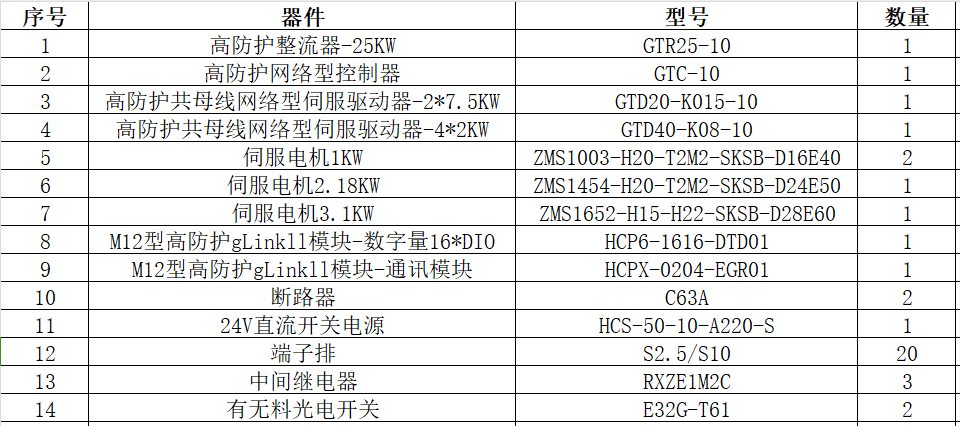 序号 器件 型号 数量
1 高防护整流器-25KW GTR25-10 1
2 高防护网络型控制器 GTC-10 1
3 高防护共母线网络型伺服驱动器-2*7.5KW GTD20-K015-10 1
4 高防护共母线网络型伺服驱动器-4*2KW GTD40-K08-10 1
5 伺服电机1KW ZMS1003-H20-T2M2-SKSB-D16E40 2
6 伺服电机2.18KW ZMS1454-H20-T2M2-SKSB-D24E50 1
7 伺服电机3.1KW ZMS1652-H15-H22-SKSB-D28E60 1
8 M12型高防护gLinkll模块-数字量16*DIO HCP6-1616-DTD01 1
9 M12型高防护gLinkll模块-通讯模块 HCPX-0204-EGR01 1
10 断路器 C63A 2
11 24V直流开关电源 HCS-50-10-A220-S 1
12 端子排 S2.5/S10 20
13 中间继电器 RXZE1M2C 3
14 有无料光电开关 E32G-T61 2